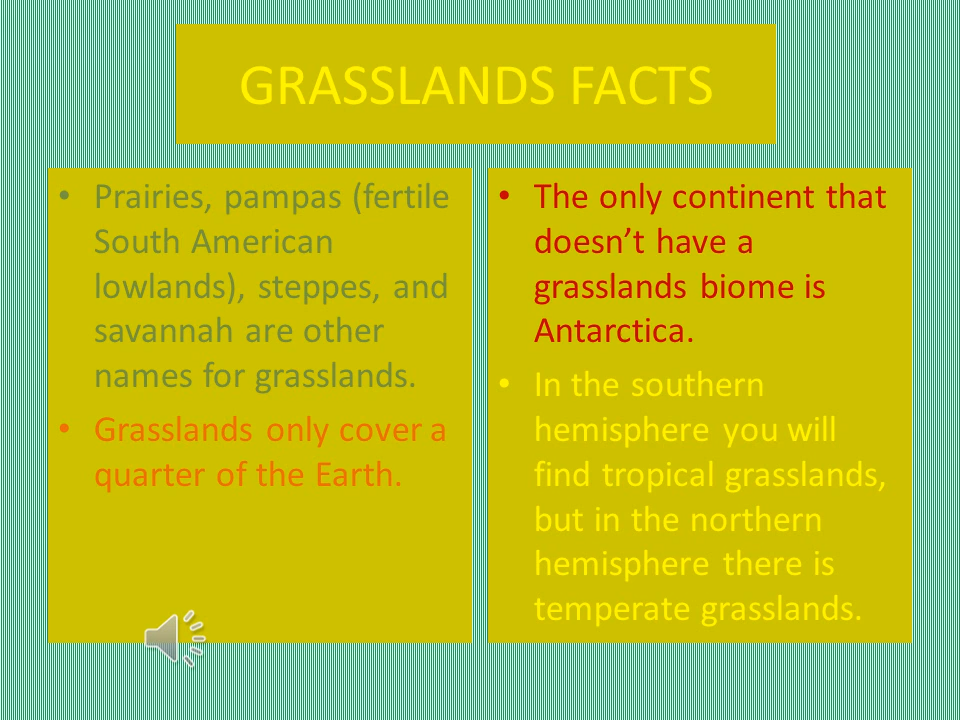 GRASSLANDS FACTS
• Prairies, pampas (fertile
South American
lowlands), steppes, and
savannah are other
names for grasslands.
• Grasslands only cover a
quarter of the Earth.
• The only continent that
doesn’t have a
grasslands biome is
Antarctica.
• In the southern
hemisphere you will
find tropical grasslands,
but in the northern
hemisphere there is
temperate grasslands.